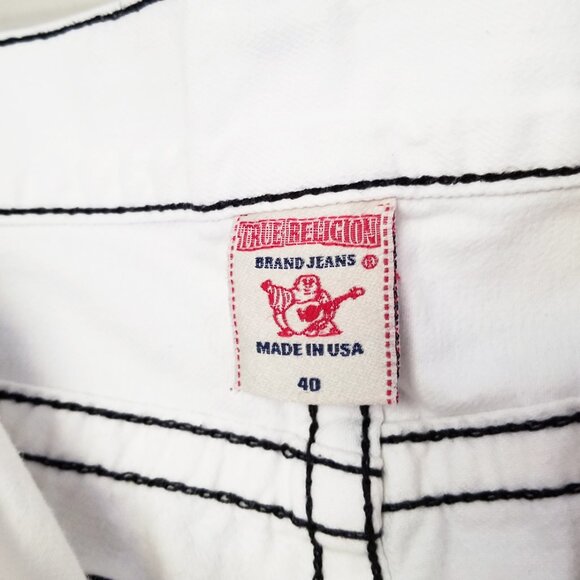 TRUE RELIGION
BRAND JEANS ®
MADE IN USA
40